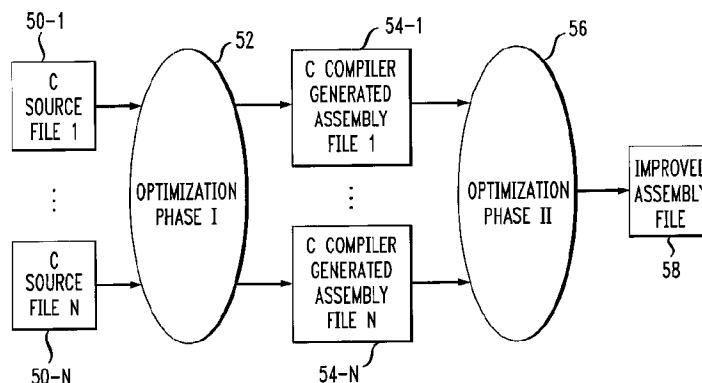 50-1
C
SOURCE
FILE 1
52
OPTIMIZATION
PHASE I
54-1
C COMPILER
GENERATED
ASSEMBLY
FILE 1
56
OPTIMIZATION
PHASE II
IMPROVED
ASSEMBLY
FILE
58
⋮
⋮
C
SOURCE
FILE N
50-N
C COMPILER
GENERATED
ASSEMBLY
FILE N
54-N